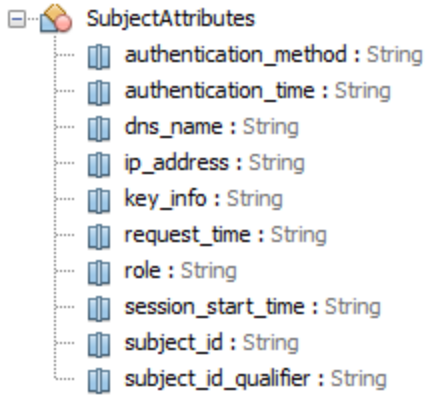 SubjectAttributes
authentication_method : String
authentication_time : String
dns_name : String
ip_address : String
key_info : String
request_time : String
role : String
session_start_time : String
subject_id : String
subject_id_qualifier : String